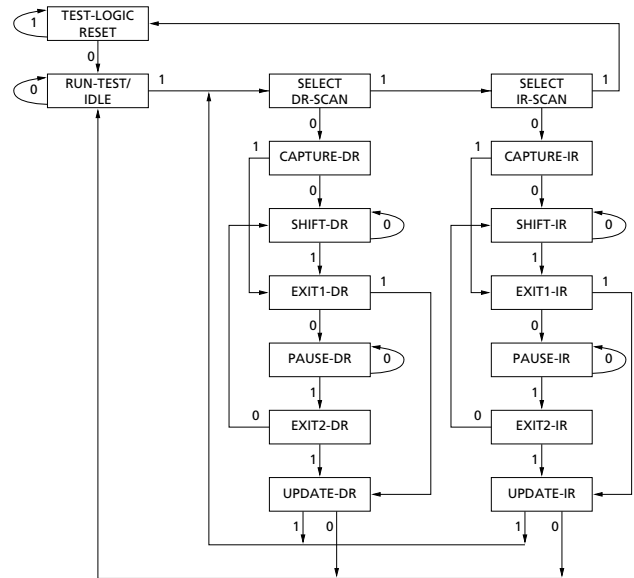 TEST-LOGIC
RESET
1
0
RUN-TEST/
IDLE
0
1
SELECT
DR-SCAN
1
SELECT
IR-SCAN
1
0
0
1
CAPTURE-DR
1
CAPTURE-IR
0
0
SHIFT-DR
0
SHIFT-IR
0
1
1
EXIT1-DR
1
EXIT1-IR
1
0
0
PAUSE-DR
0
PAUSE-IR
0
1
1
0
EXIT2-DR
0
EXIT2-IR
1
1
UPDATE-DR
UPDATE-IR
1
0
1
0